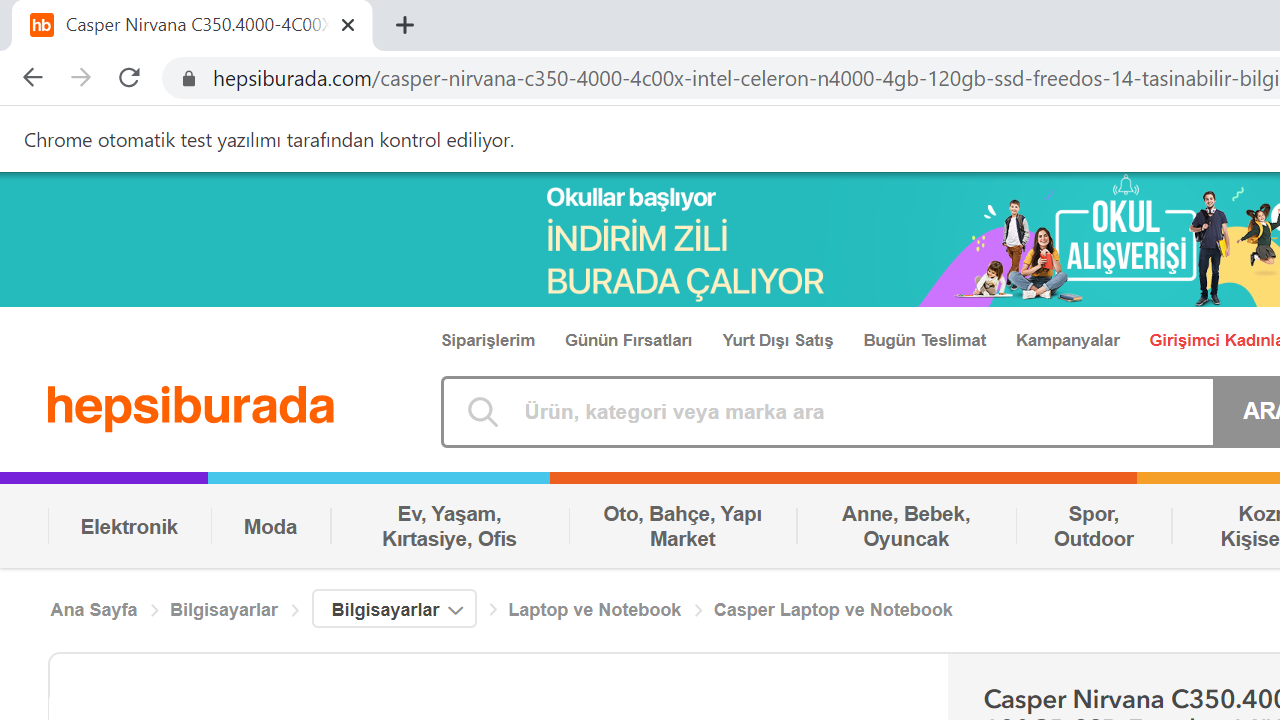 hb Casper Nirvana C350.4000-4C00X
hepsiburada.com/casper-nirvana-c350-4000-4c00x-intel-celeron-n4000-4gb-120gb-ssd-freedos-14-tasinabilir-bilgi
Chrome otomatik test yazılımı tarafından kontrol ediliyor.
Okullar başlıyor
İNDİRİM ZİLİ
BURADA ÇALIYOR
OKUL
ALIŞVERİŞİ
Siparişlerim Günün Fırsatları Yurt Dışı Satış Bugün Teslimat Kampanyalar Girişimci Kadınla
hepsiburada
Ürün, kategori veya marka ara
ARA
Elektronik
Moda
Ev, Yaşam,
Kırtasiye, Ofis
Oto, Bahçe, Yapı
Market
Anne, Bebek,
Oyuncak
Spor,
Outdoor
Koz
Kişise
Ana Sayfa Bilgisayarlar Bilgisayarlar Laptop ve Notebook Casper Laptop ve Notebook
Casper Nirvana C350.400